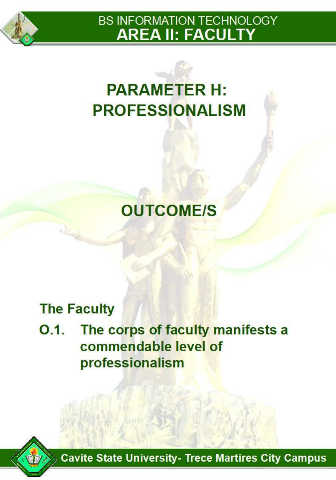 BS INFORMATION TECHNOLOGY
AREA II: FACULTY
PARAMETER H:
PROFESSIONALISM
OUTCOME/S
The Faculty
O.1. The corps of faculty manifests a
commendable level of
professionalism
Cavite State University- Trece Martires City Campus